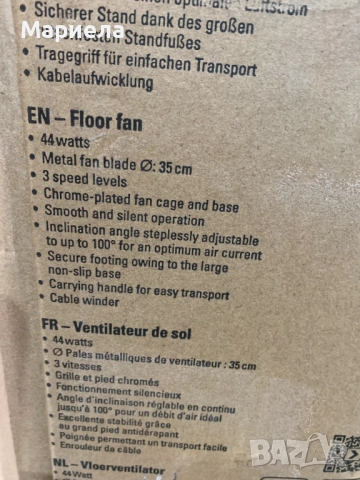 Luftstrom
• Sicherer Stand dank des großen
Standfußes
• Tragegriff für einfachen Transport
• Kabelaufwicklung
EN – Floor fan
• 44 watts
• Metal fan blade Ø: 35 cm
• 3 speed levels
• Chrome-plated fan cage and base
• Smooth and silent operation
• Inclination angle steplessly adjustable
to up to 100° for an optimum air current
• Secure footing owing to the large
non-slip base
• Carrying handle for easy transport
• Cable winder
FR – Ventilateur de sol
• 44 watts
• Ø Pales métalliques de ventilateur : 35 cm
• 3 vitesses
• Grille et pied chromés
• Fonctionnement silencieux
• Angle d'inclinaison réglable en continu
jusqu'à 100° pour un débit d'air idéal
• Excellente stabilité grâce
au grand pied antidérapant
• Poignée permettant un transport facile
• Enrouleur de câble
NL – Vloerventilator
• 44 Watt
Мариела
BAZAR
bg